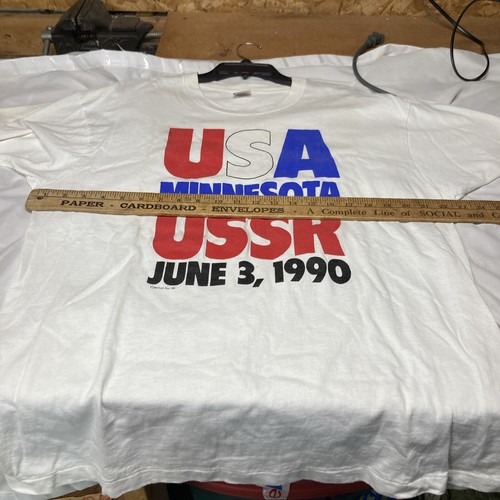 USA
MINNESOTA
PAPER - CARDBOARD - ENVELOPES - A Complete Line of SOCIAL and
USSR
JUNE 3, 1990